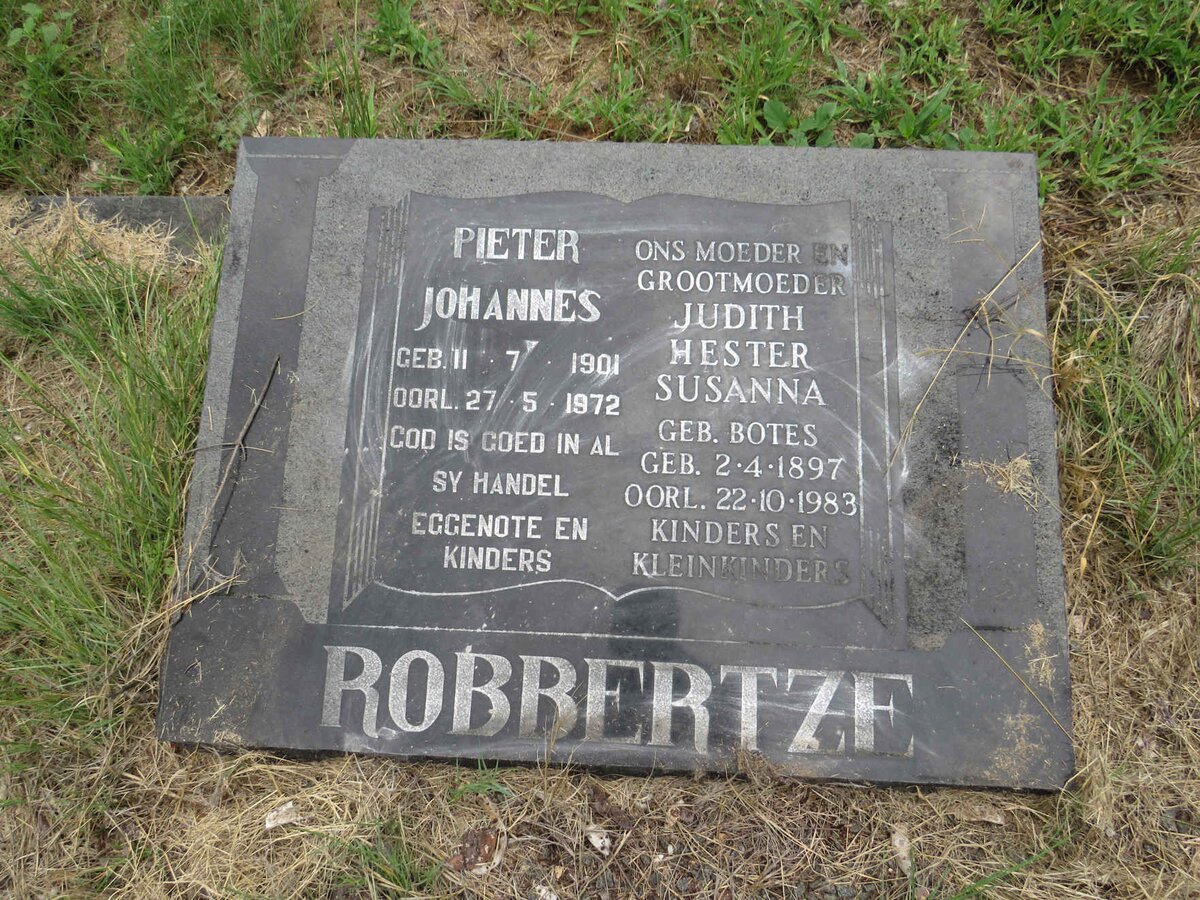 PIETER
JOHANNES
GEB. 11 · 7 · 1901
OORL. 27 · 5 · 1972
GOD IS GOED IN AL
SY HANDEL
EGGENOTE EN
KINDERS
ONS MOEDER EN
GROOTMOEDER
JUDITH
HESTER
SUSANNA
GEB. BOTES
GEB. 2·4·1897
OORL. 22·10·1983
KINDERS EN
KLEINKINDERS
ROBBERTZE